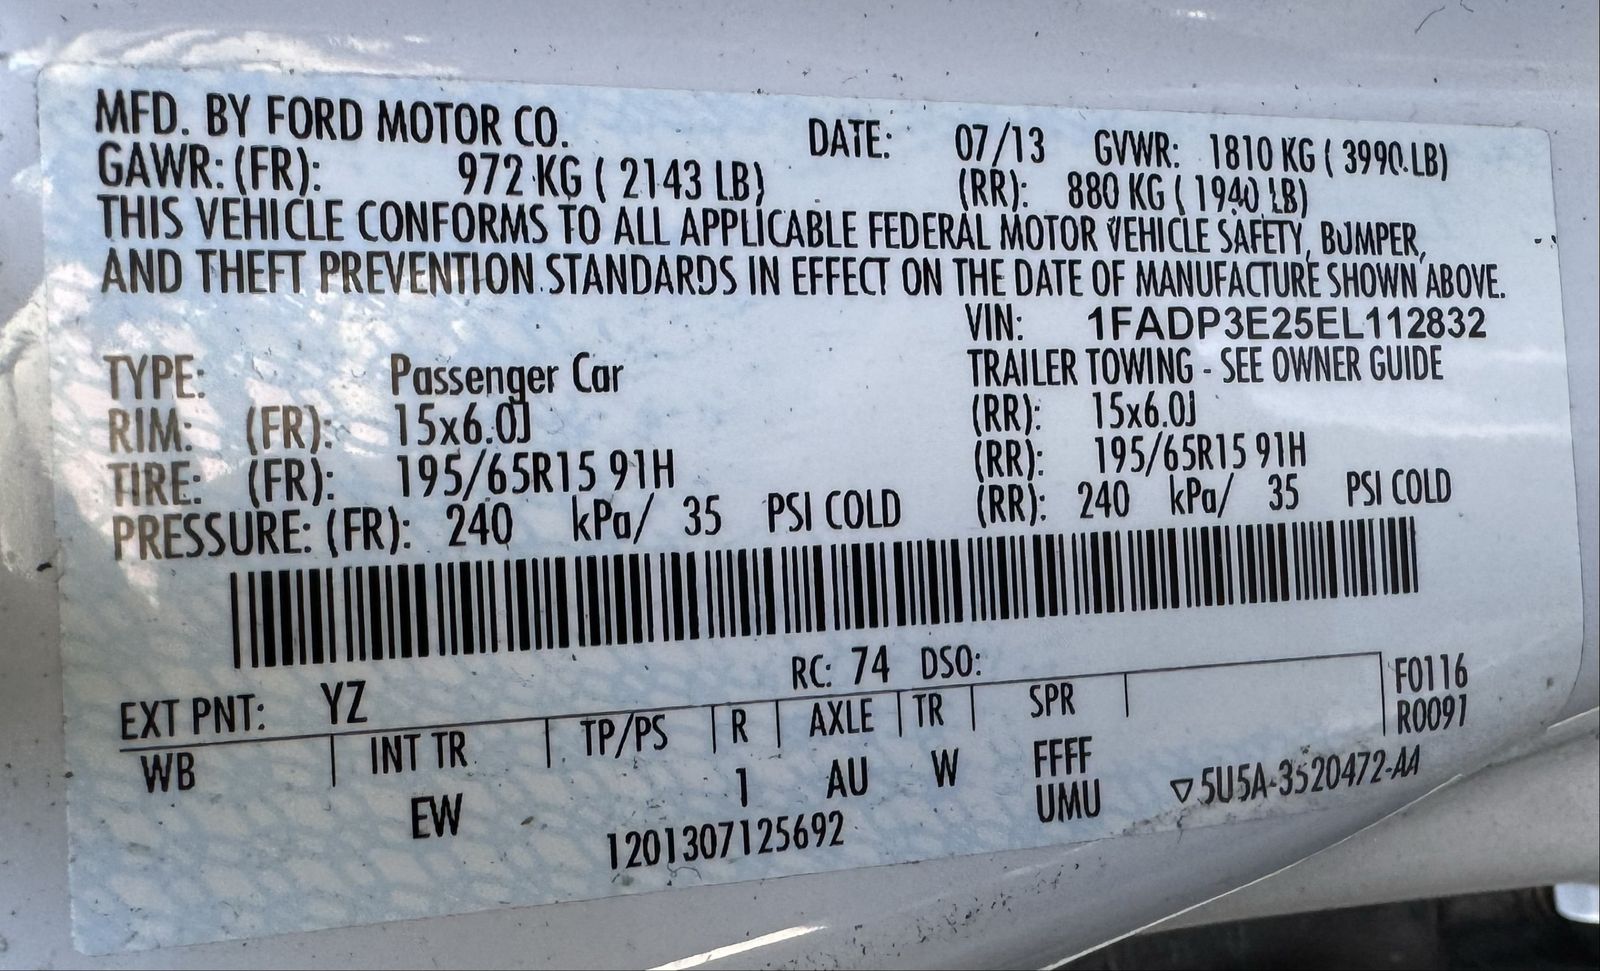 MFD. BY FORD MOTOR CO. DATE: 07/13 GVWR: 1810 KG ( 3990 LB)
GAWR: (FR): 972 KG ( 2143 LB) (RR): 880 KG ( 1940 LB)
THIS VEHICLE CONFORMS TO ALL APPLICABLE FEDERAL MOTOR VEHICLE SAFETY, BUMPER,
AND THEFT PREVENTION STANDARDS IN EFFECT ON THE DATE OF MANUFACTURE SHOWN ABOVE.
VIN: 1FADP3E25EL112832
TYPE: Passenger Car TRAILER TOWING - SEE OWNER GUIDE
RIM: (FR): 15x6.0J (RR): 15x6.0J
TIRE: (FR): 195/65R15 91H (RR): 195/65R15 91H
PRESSURE: (FR): 240 kPa/ 35 PSI COLD (RR): 240 kPa/ 35 PSI COLD
EXT PNT: YZ RC: 74 DSO: F0116
WB INT TR TP/PS R AXLE TR SPR R0091
EW 1 AU W FFFF
UMU ▽5U5A-3520472-AA
1201307125692